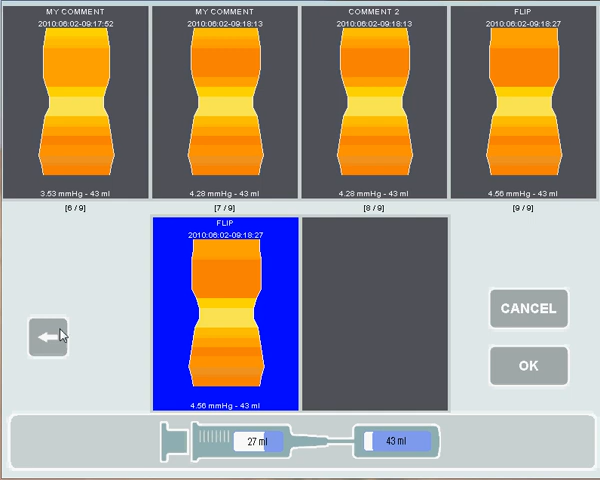 MY COMMENT
2010:06:02-09:17:52
3.53 mmHg - 43 ml
[6 / 9]
MY COMMENT
2010:06:02-09:18:13
4.28 mmHg - 43 ml
[7 / 9]
COMMENT 2
2010:06:02-09:18:13
4.28 mmHg - 43 ml
[8 / 9]
FLIP
2010:06:02-09:18:27
4.56 mmHg - 43 ml
[9 / 9]
FLIP
2010:06:02-09:18:27
4.56 mmHg - 43 ml
CANCEL
OK
27 ml
43 ml